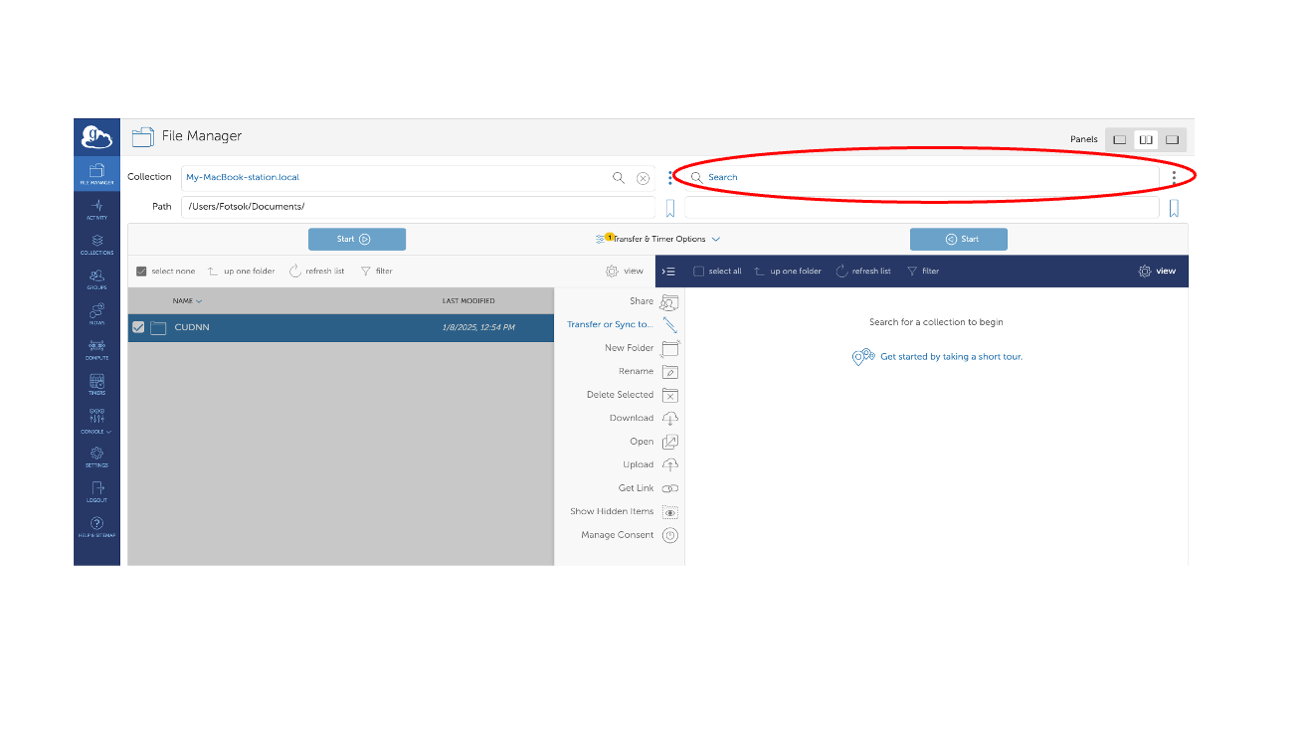 g
File Manager
Panels
FILE MANAGER
ACTIVITY
COLLECTIONS
GROUPS
FLOWS
COMPUTE
TIMERS
CONSOLE
SETTINGS
LOGOUT
HELP & SITEMAP
Collection
My-MacBook-station.local
Search
Path
/Users/Fotsok/Documents/
Start
1
Transfer & Timer Options
Start
select none
up one folder
refresh list
filter
view
select all
up one folder
refresh list
filter
view
NAME
LAST MODIFIED
CUDNN
1/8/2025, 12:54 PM
Share
Transfer or Sync to...
New Folder
Rename
Delete Selected
Download
Open
Upload
Get Link
Show Hidden Items
Manage Consent
Search for a collection to begin
Get started by taking a short tour.